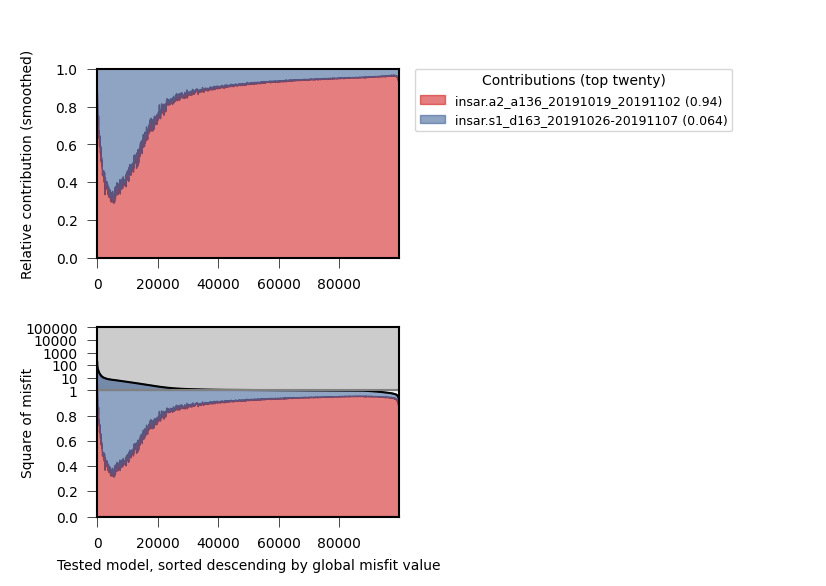 Relative contribution (smoothed)
1.0
0.8
0.6
0.4
0.2
0.0
0 20000 40000 60000 80000
Contributions (top twenty)
insar.a2_a136_20191019_20191102 (0.94)
insar.s1_d163_20191026-20191107 (0.064)
Square of misfit
100000
10000
1000
100
10
1
0.8
0.6
0.4
0.2
0.0
0 20000 40000 60000 80000
Tested model, sorted descending by global misfit value